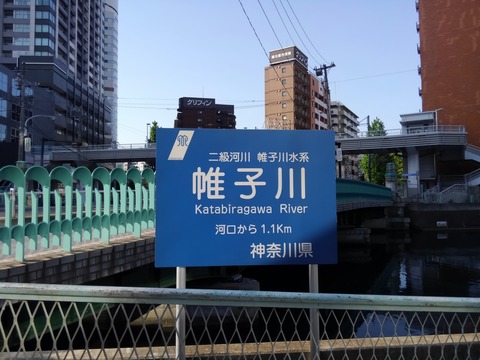 グリフィン
二級河川 帷子川水系
帷子川
Katabiragawa River
河口から 1.1Km
神奈川県